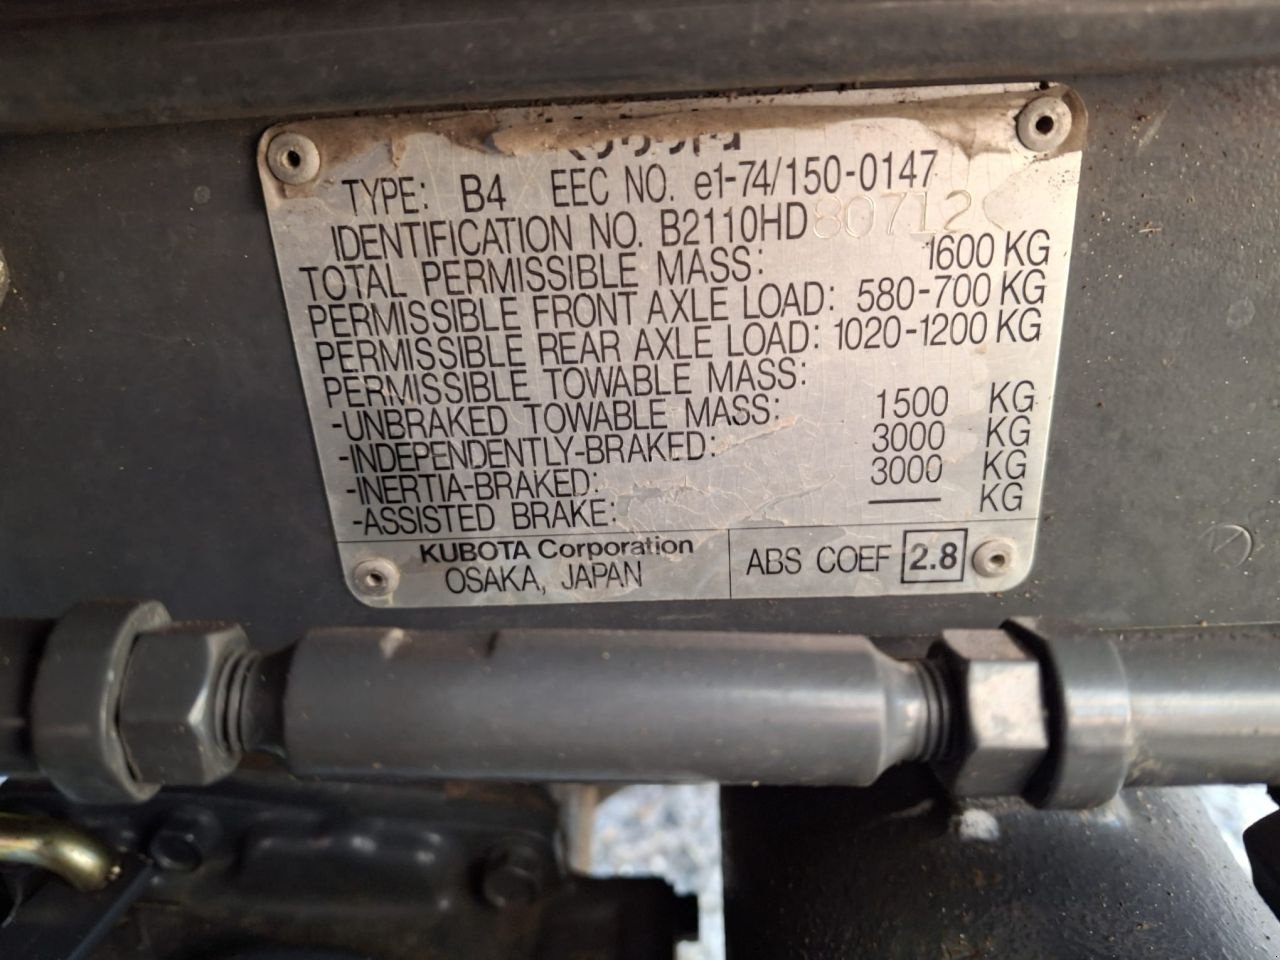 Kubota
TYPE: B4 EEC NO. e1-74/150-0147
IDENTIFICATION NO. B2110HD80712
TOTAL PERMISSIBLE MASS: 1600 KG
PERMISSIBLE FRONT AXLE LOAD: 580-700 KG
PERMISSIBLE REAR AXLE LOAD: 1020-1200 KG
PERMISSIBLE TOWABLE MASS:
-UNBRAKED TOWABLE MASS: 1500 KG
-INDEPENDENTLY-BRAKED: 3000 KG
-INERTIA-BRAKED: 3000 KG
-ASSISTED BRAKE: —— KG
KUBOTA Corporation
OSAKA, JAPAN
ABS COEF 2.8